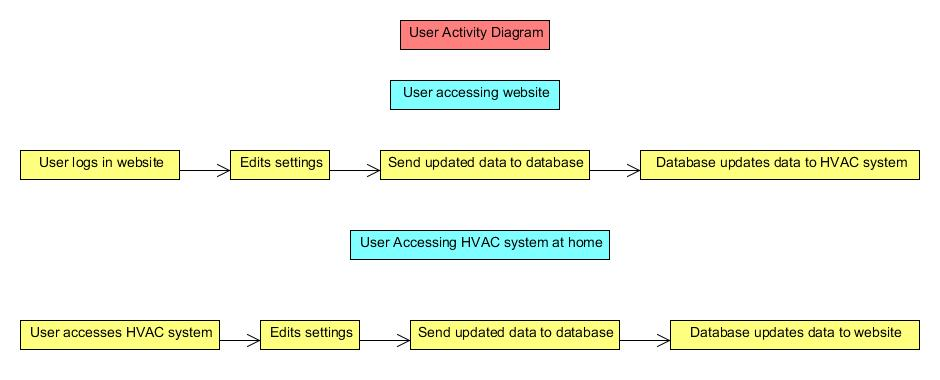 User Activity Diagram
User accessing website
User logs in website
Edits settings
Send updated data to database
Database updates data to HVAC system
User Accessing HVAC system at home
User accesses HVAC system
Edits settings
Send updated data to database
Database updates data to website